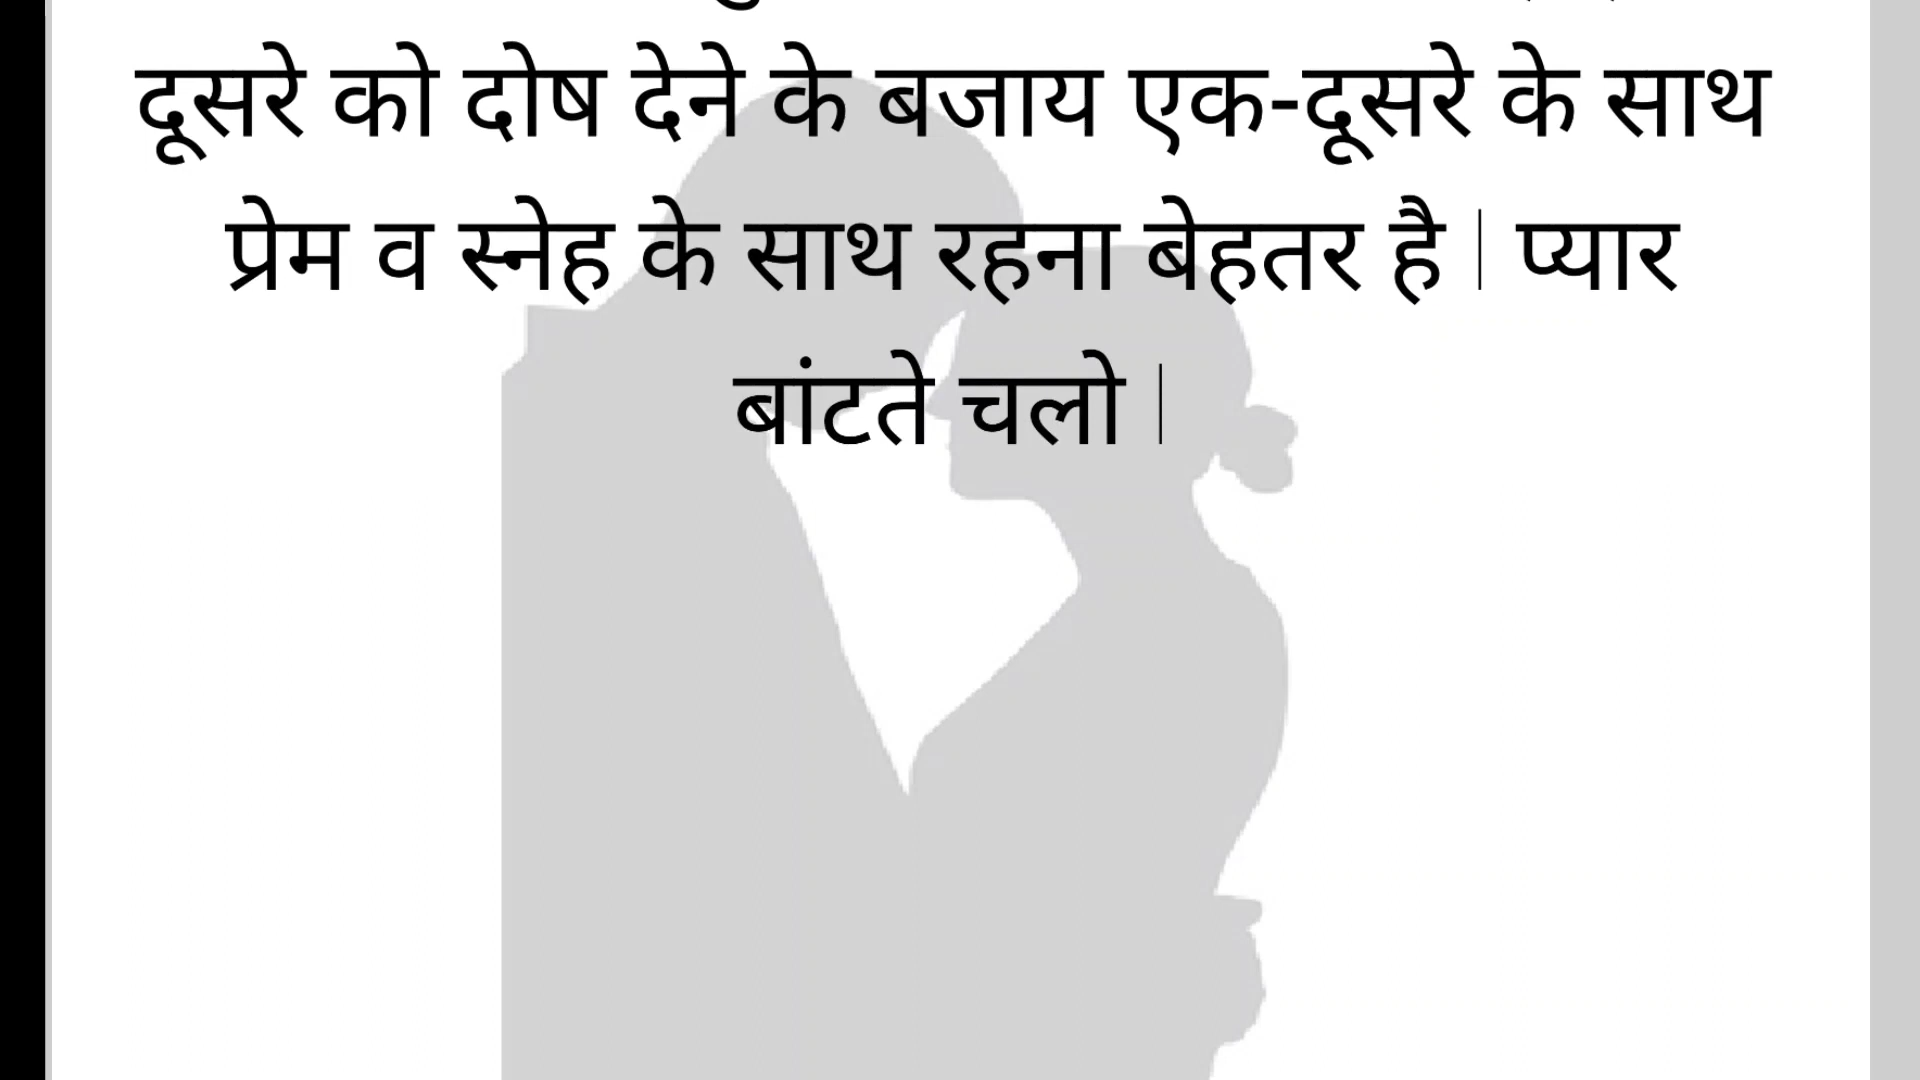 दूसरे को दोष देने के बजाय एक-दूसरे के साथ
प्रेम व स्नेह के साथ रहना बेहतर है | प्यार
बांटते चलो |